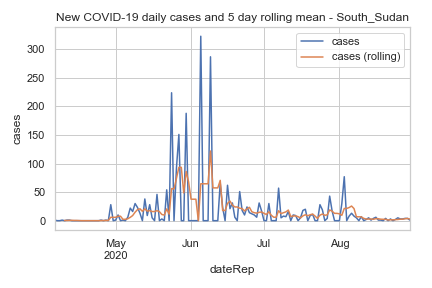 New COVID-19 daily cases and 5 day rolling mean - South_Sudan
cases
cases (rolling)
300
250
200
150
100
50
0
cases
May
2020
Jun
Jul
Aug
dateRep